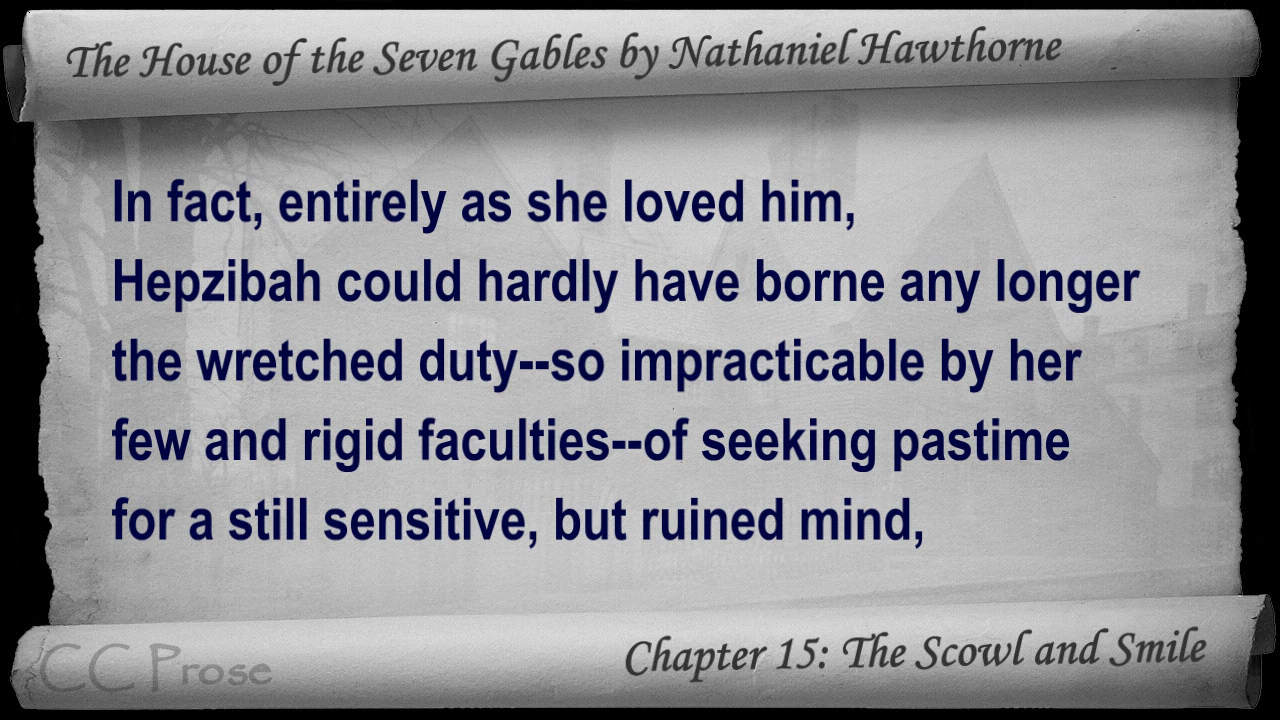 The House of the Seven Gables by Nathaniel Hawthorne
In fact, entirely as she loved him,
Hepzibah could hardly have borne any longer
the wretched duty--so impracticable by her
few and rigid faculties--of seeking pastime
for a still sensitive, but ruined mind,
CC Prose
Chapter 15: The Scowl and Smile